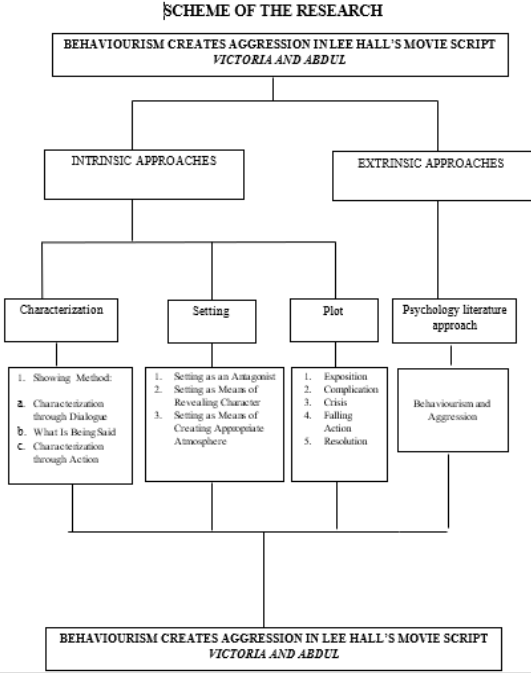 SCHEME OF THE RESEARCH
BEHAVIOURISM CREATES AGGRESSION IN LEE HALL'S MOVIE SCRIPT
VICTORIA AND ABDUL
INTRINSIC APPROACHES
EXTRINSIC APPROACHES
Characterization
Setting
Plot
Psychology literature
approach
1. Showing Method:
a. Characterization
through Dialogue
b. What Is Being Said
c. Characterization
through Action
1. Setting as an Antagonist
2. Setting as Means of
Revealing Character
3. Setting as Means of
Creating Appropriate
Atmosphere
1. Exposition
2. Complication
3. Crisis
4. Falling
Action
5. Resolution
Behaviourism and
Aggression
BEHAVIOURISM CREATES AGGRESSION IN LEE HALL'S MOVIE SCRIPT
VICTORIA AND ABDUL